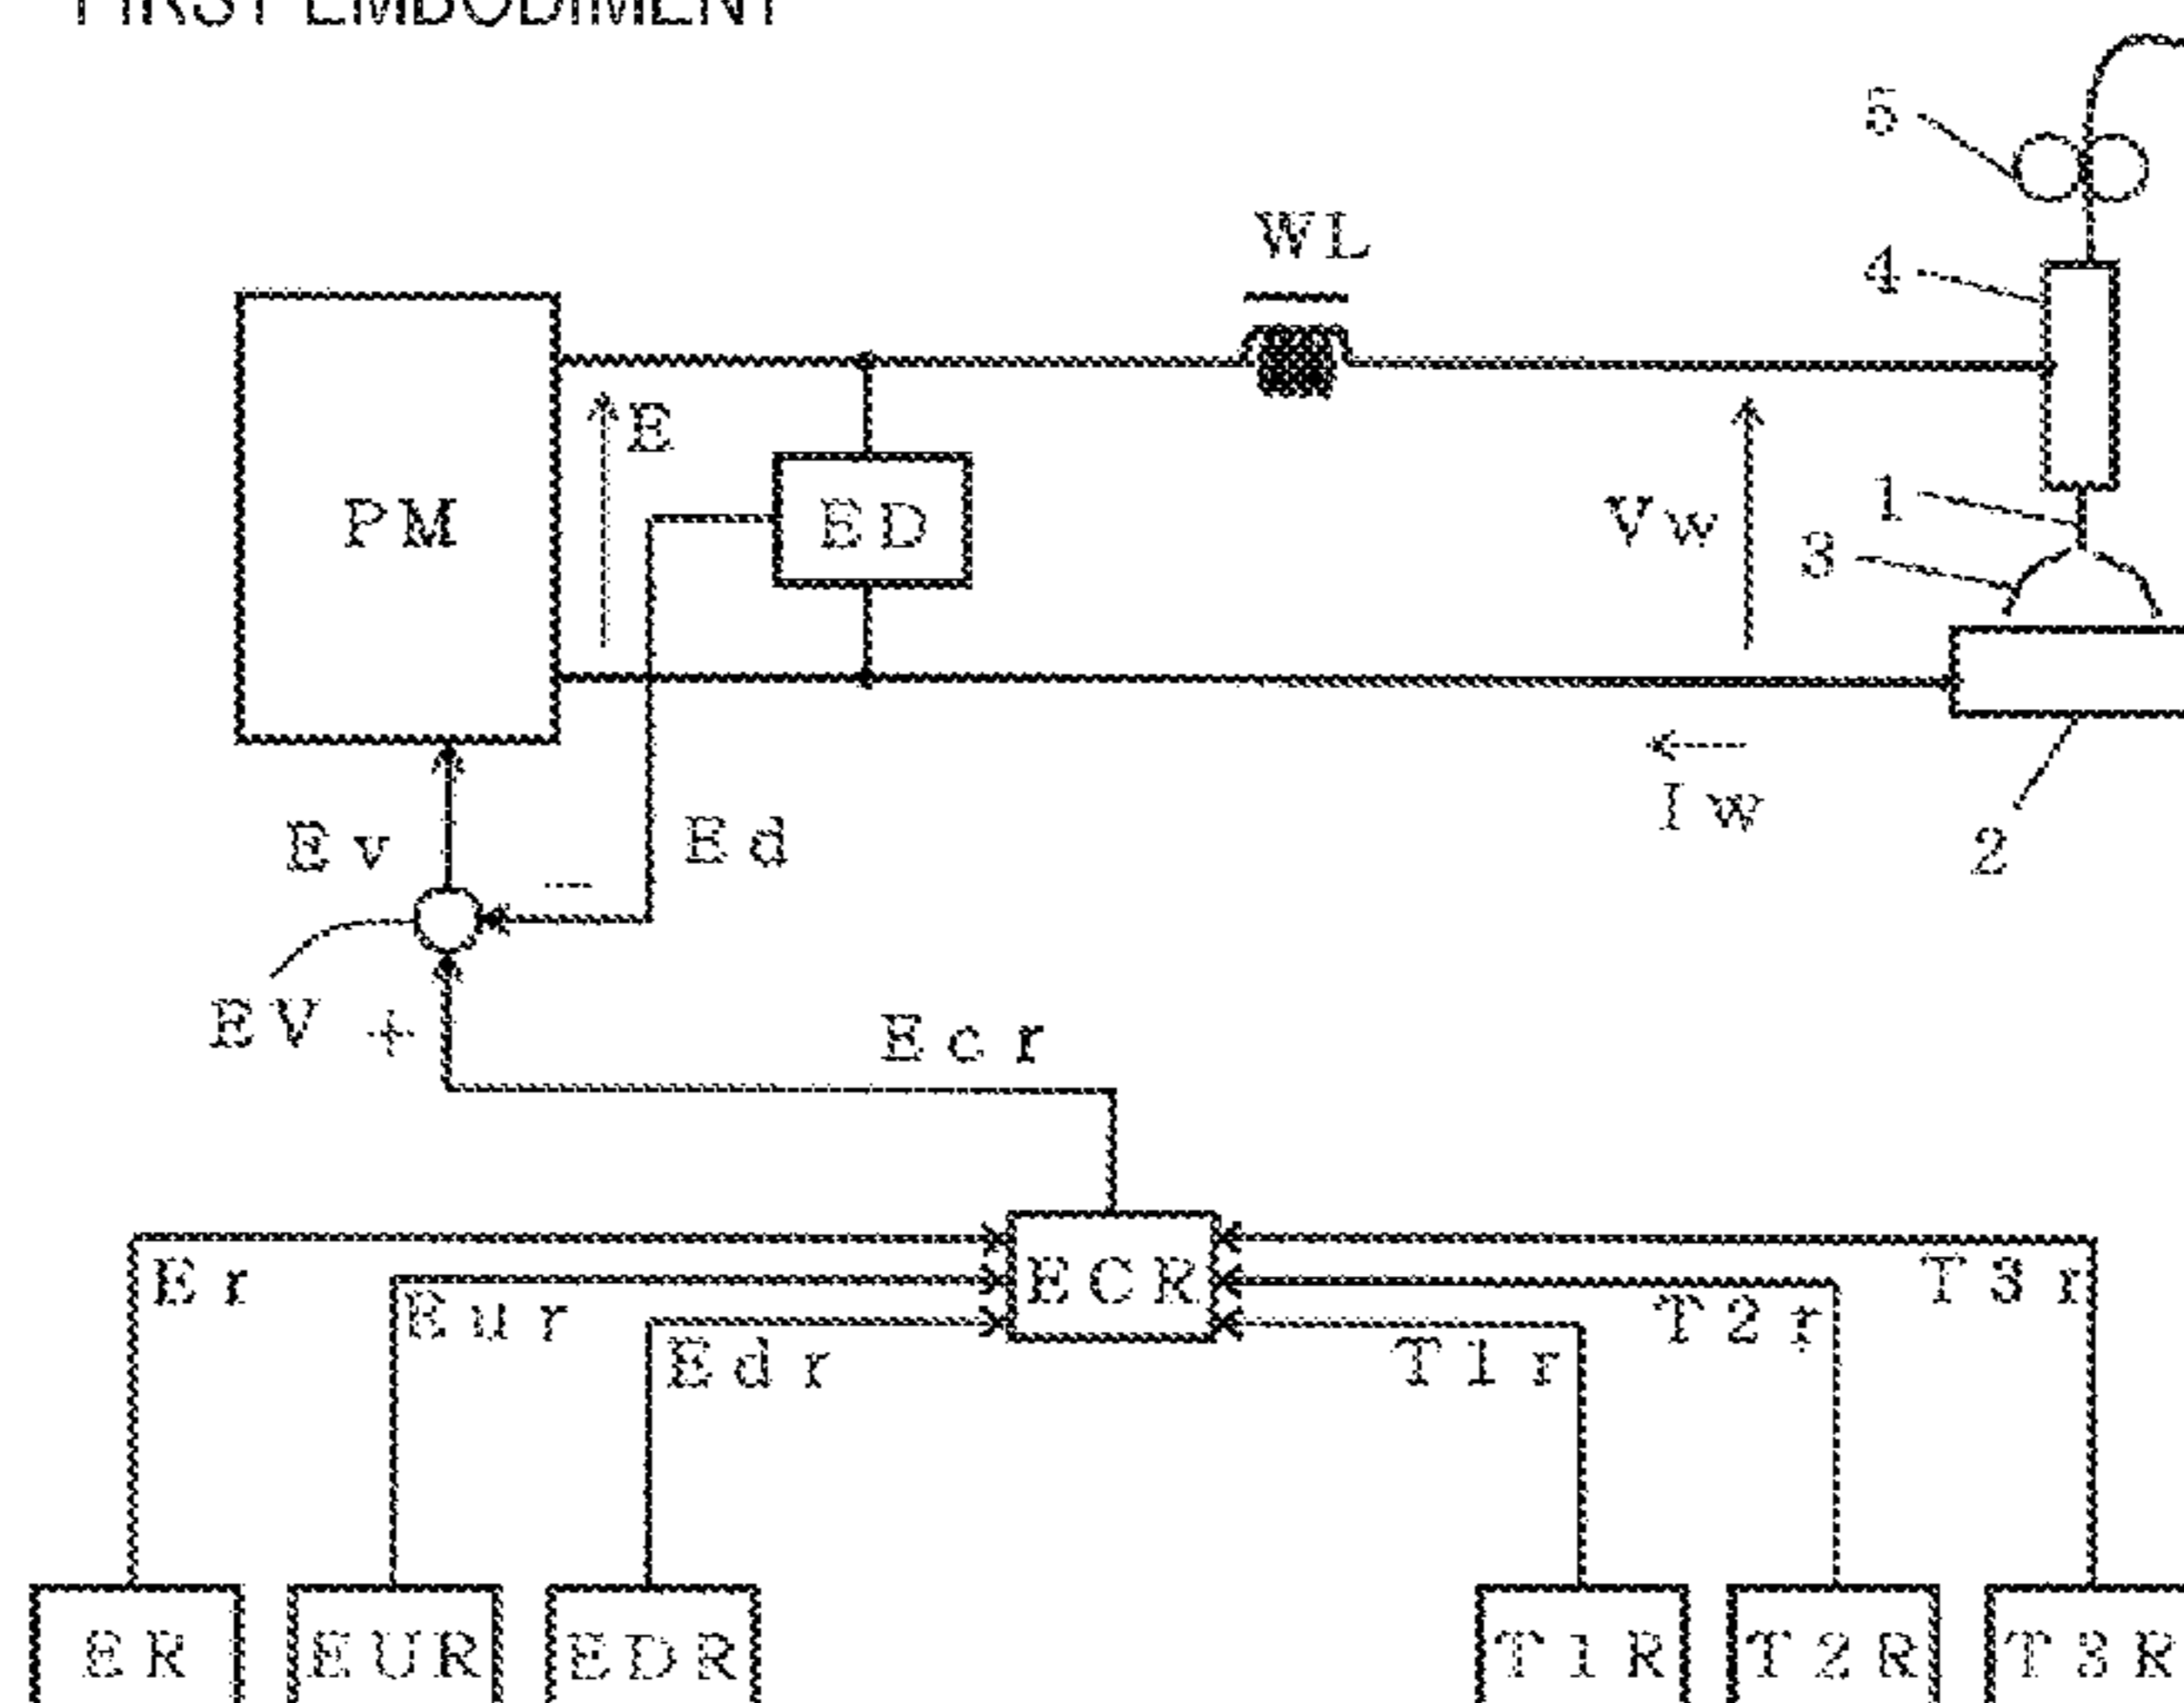 FIRST EMBODIMENT
5
WL
4
E
PM
ED
Vw
1
3
Iw
2
Ev
Ed
−
EV +
Ecr
Er
Eur
Edr
ECR
T1r
T2r
T3r
ER
EUR
EDR
T1R
T2R
T3R